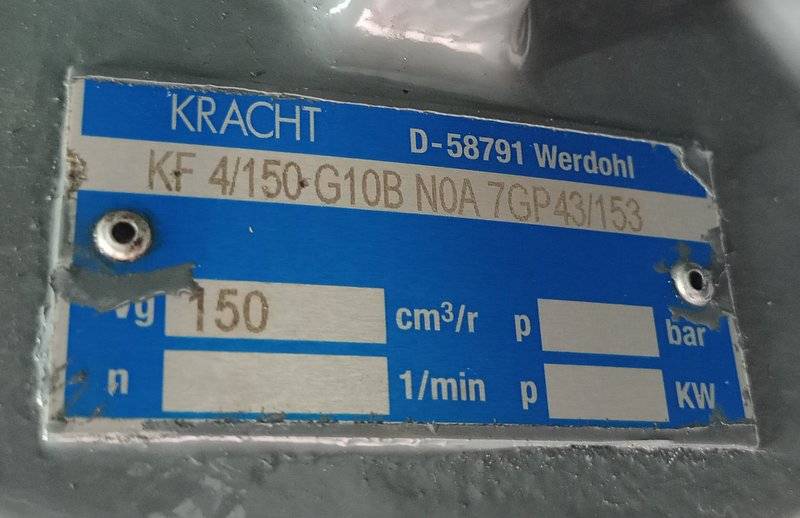 KRACHT D-58791 Werdohl
KF 4/150 G10B N0A 7GP43/153
Vg 150 cm³/r p bar
n 1/min p KW